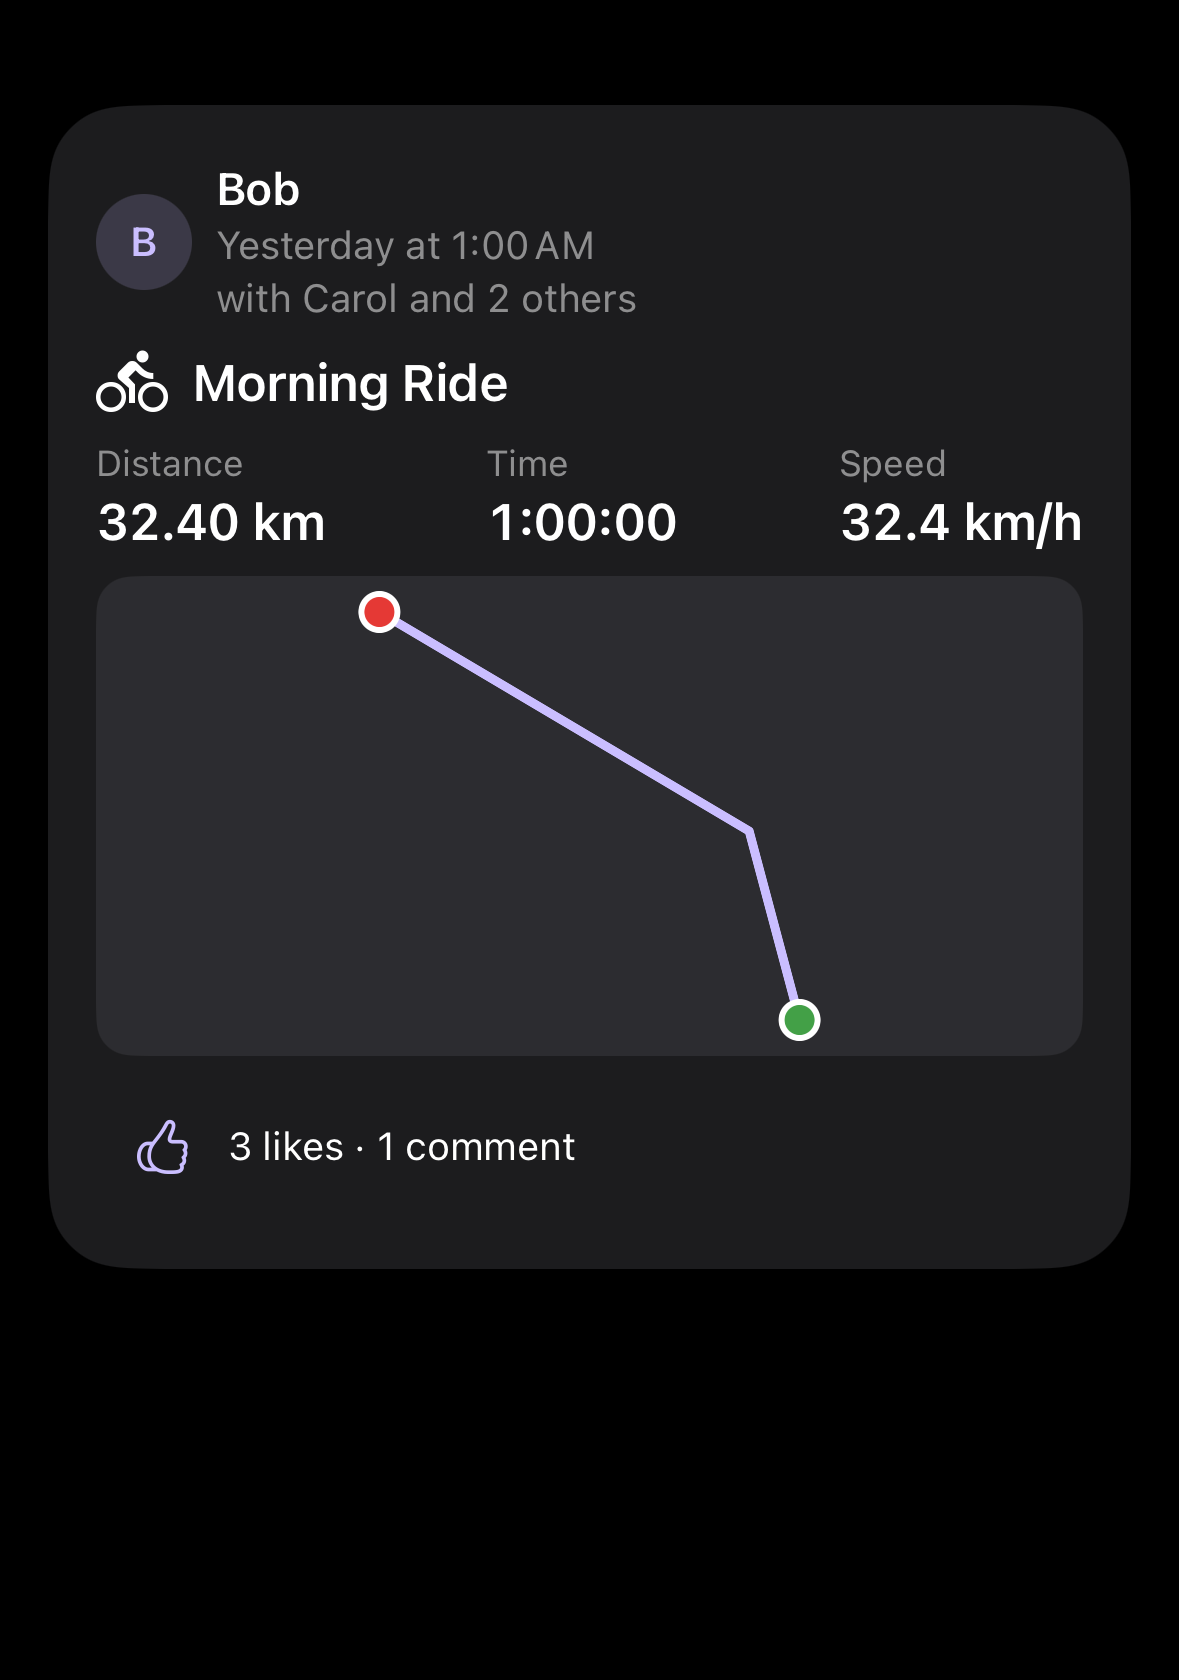 Bob
B
Yesterday at 1:00 AM
with Carol and 2 others
Morning Ride
Distance
Time
Speed
32.40 km
1:00:00
32.4 km/h
3 likes · 1 comment